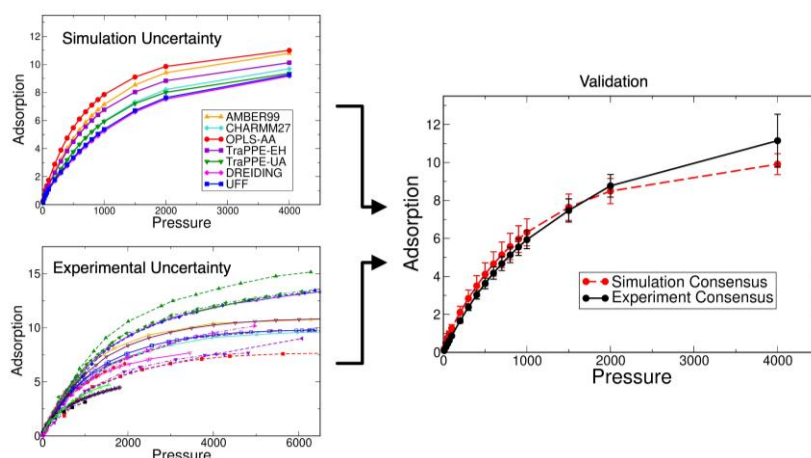 Simulation Uncertainty
Adsorption
14
12
10
8
6
4
2
0
AMBER99
CHARMM27
OPLS-AA
TraPPE-EH
TraPPE-UA
DREIDING
UFF
0 1000 2000 3000 4000
Pressure
Experimental Uncertainty
Adsorption
15
10
5
0
0 2000 4000 6000
Pressure
Validation
Adsorption
12
10
8
6
4
2
0
Simulation Consensus
Experiment Consensus
0 1000 2000 3000 4000
Pressure